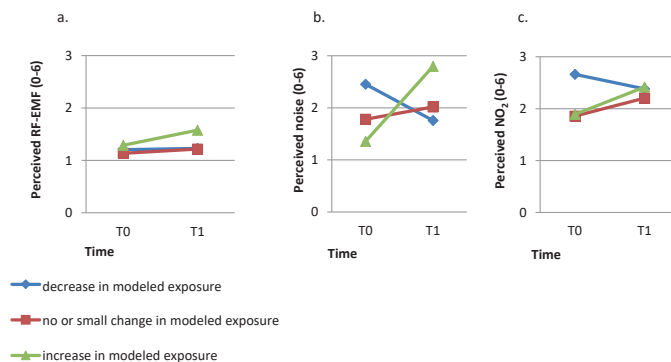 a.
Perceived RF-EMF (0-6)
3
2
1
0
T0
T1
Time
b.
Perceived noise (0-6)
3
2
1
0
T0
T1
Time
c.
Perceived NO₂ (0-6)
3
2
1
0
T0
T1
Time
decrease in modeled exposure
no or small change in modeled exposure
increase in modeled exposure